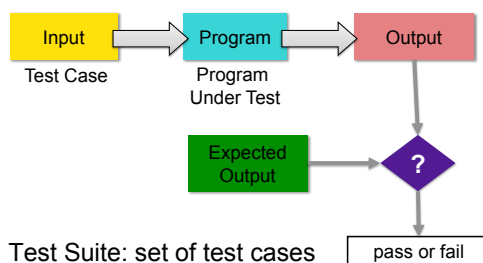 Input
Program
Output
Test Case
Program
Under Test
Expected
Output
?
Test Suite: set of test cases
pass or fail